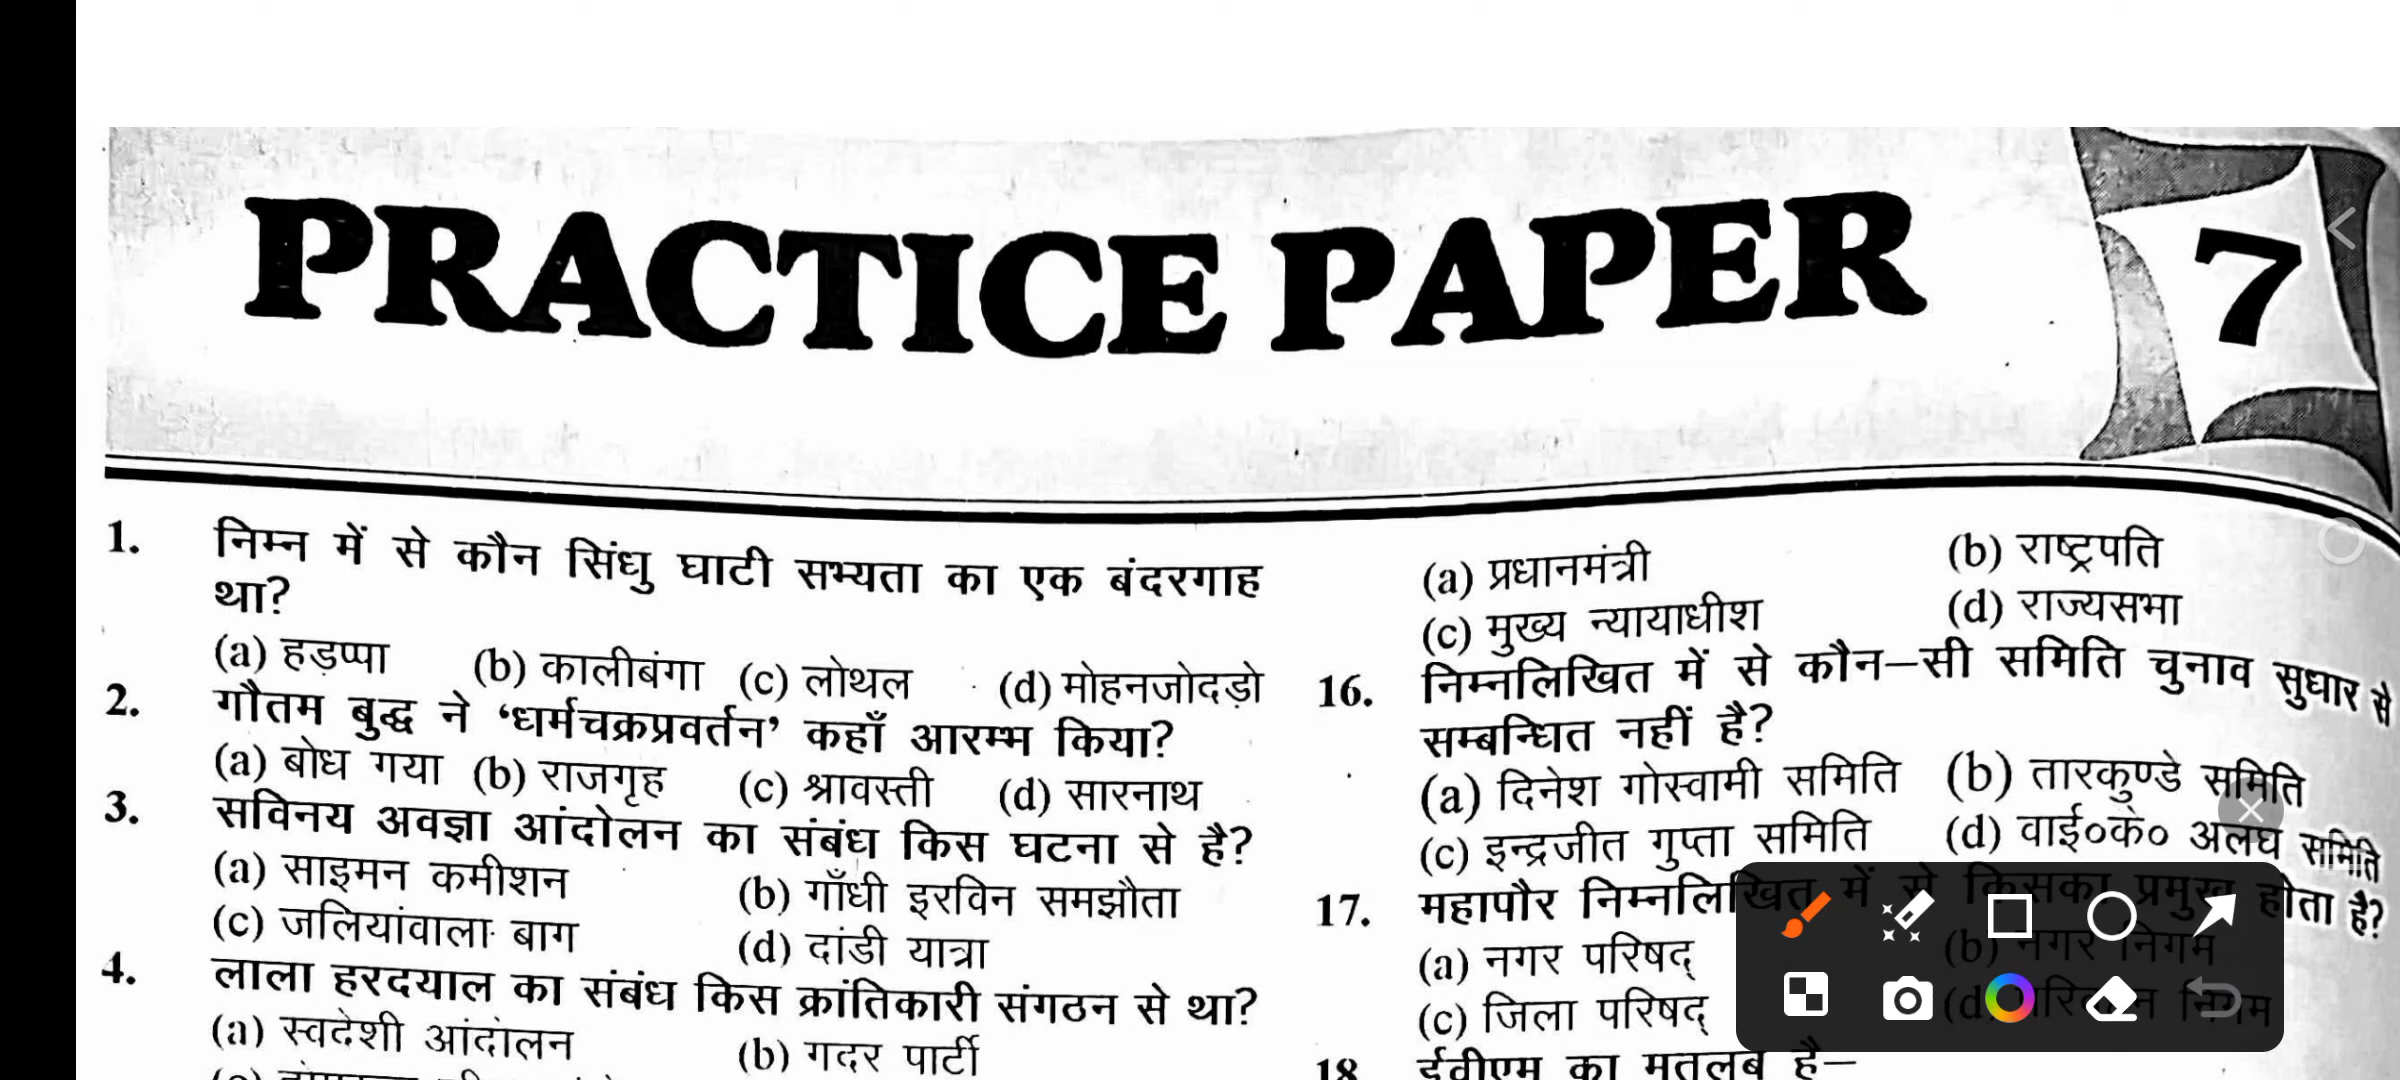 PRACTICE PAPER
7
1. निम्न में से कौन सिंधु घाटी सभ्यता का एक बंदरगाह
था?
(a) हड़प्पा (b) कालीबंगा (c) लोथल (d) मोहनजोदड़ो
2. गौतम बुद्ध ने ‘धर्मचक्रप्रवर्तन’ कहाँ आरम्भ किया?
(a) बोध गया (b) राजगृह (c) श्रावस्ती (d) सारनाथ
3. सविनय अवज्ञा आंदोलन का संबंध किस घटना से है?
(a) साइमन कमीशन (b) गाँधी इरविन समझौता
(c) जलियांवाला बाग (d) दांडी यात्रा
4. लाला हरदयाल का संबंध किस क्रांतिकारी संगठन से था?
(a) स्वदेशी आंदोलन (b) गदर पार्टी
(a) प्रधानमंत्री (b) राष्ट्रपति
(c) मुख्य न्यायाधीश (d) राज्यसभा
16. निम्नलिखित में से कौन–सी समिति चुनाव सुधार से
सम्बन्धित नहीं है?
(a) दिनेश गोस्वामी समिति (b) तारकुण्डे समिति
(c) इन्द्रजीत गुप्ता समिति (d) वाई०के० अलघ समिति
17. महापौर निम्नलिखित में से किसका प्रमुख होता है?
(a) नगर परिषद् (b) नगर निगम
(c) जिला परिषद् (d) निगम
18 ईवीएम का मतलब है–